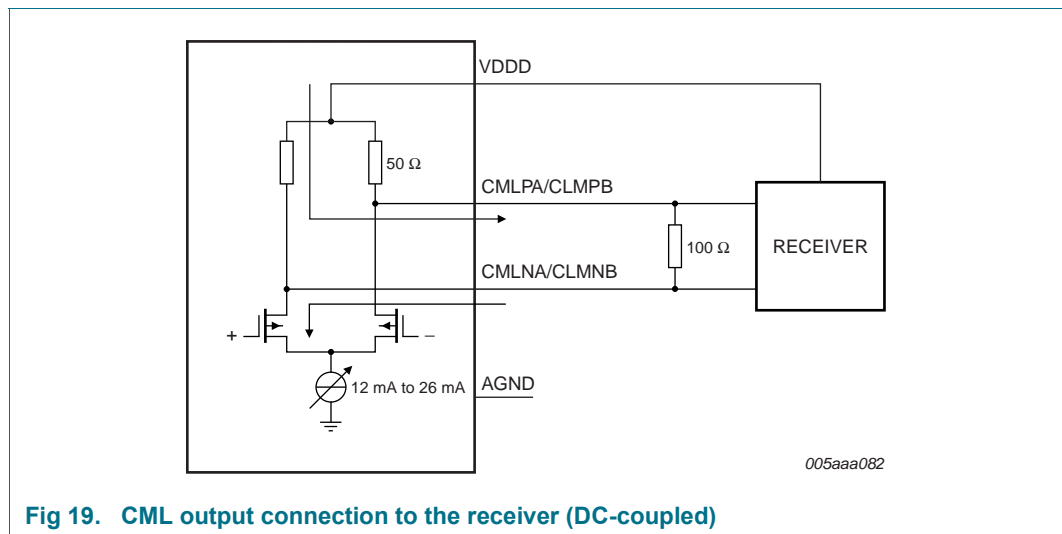 VDDD
50 Ω
CMLPA/CLMPB
100 Ω
RECEIVER
CMLNA/CLMNB
+
−
12 mA to 26 mA
AGND
005aaa082
Fig 19. CML output connection to the receiver (DC-coupled)